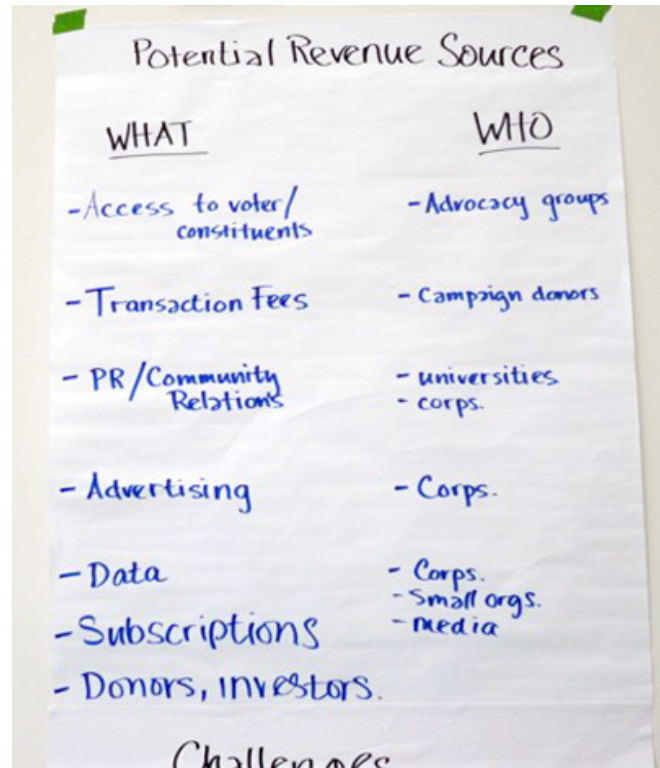 Potential Revenue Sources
WHAT
WHO
-Access to voter/
constituents
-Advocacy groups
-Transaction Fees
-Campaign donors
- PR/Community
Relations
- universities
- corps.
- Advertising
- Corps.
- Data
- Corps.
- Small orgs.
- media
- Subscriptions
- Donors, investors.
Challenges